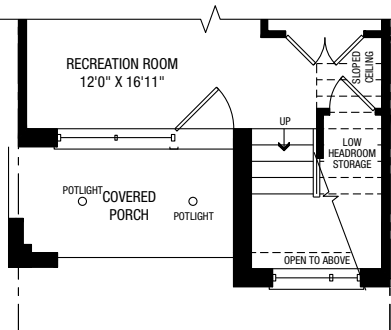 RECREATION ROOM
12'0" X 16'11"
SLOPED
CEILING
UP
LOW
HEADROOM
STORAGE
POTLIGHT
COVERED
PORCH
POTLIGHT
OPEN TO ABOVE